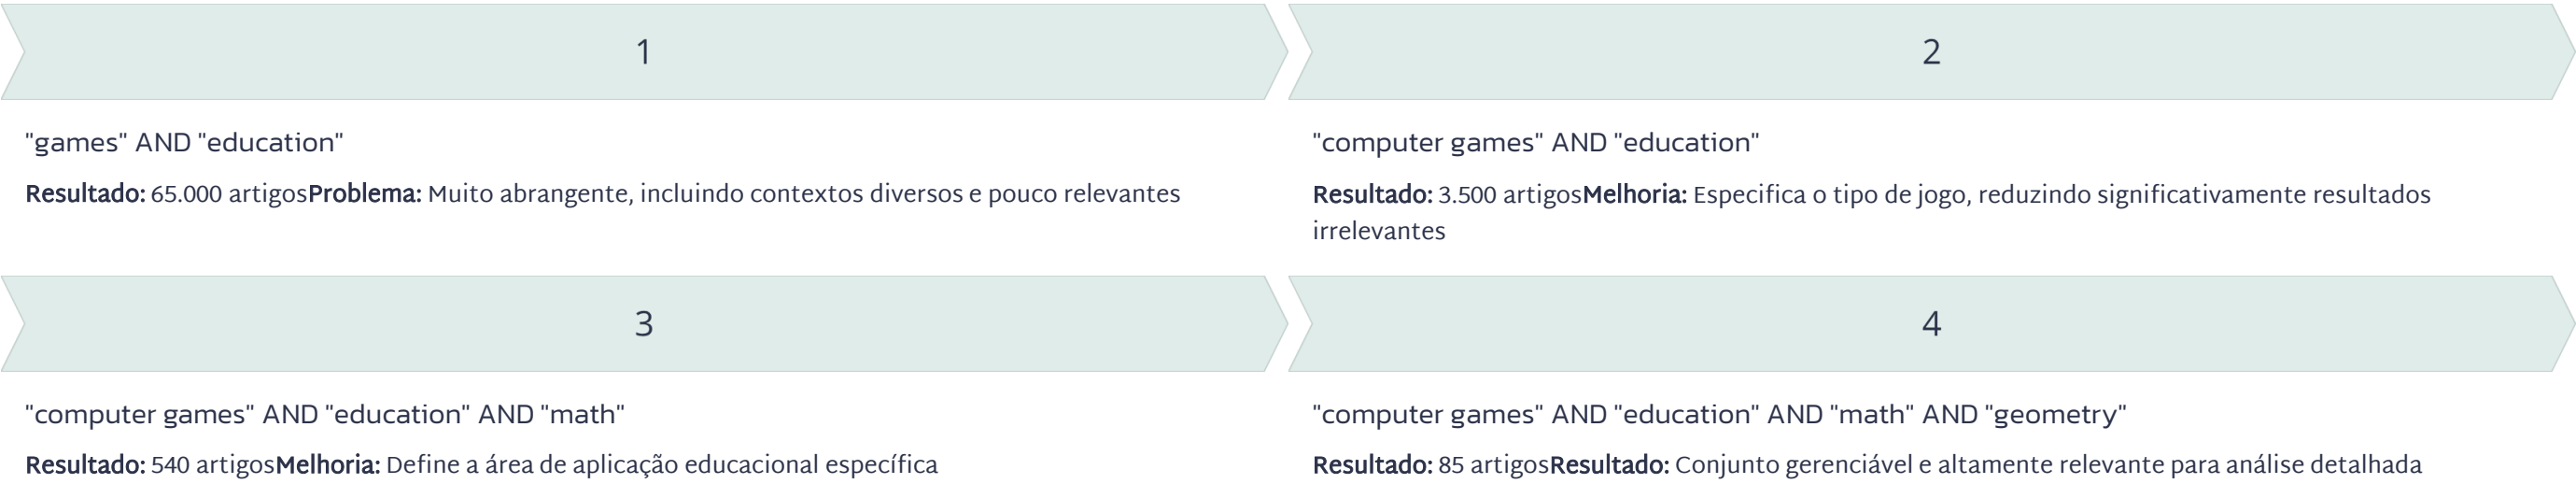 1
"games" AND "education"
Resultado: 65.000 artigosProblema: Muito abrangente, incluindo contextos diversos e pouco relevantes
2
"computer games" AND "education"
Resultado: 3.500 artigosMelhoria: Especifica o tipo de jogo, reduzindo significativamente resultados
irrelevantes
3
"computer games" AND "education" AND "math"
Resultado: 540 artigosMelhoria: Define a área de aplicação educacional específica
4
"computer games" AND "education" AND "math" AND "geometry"
Resultado: 85 artigosResultado: Conjunto gerenciável e altamente relevante para análise detalhada